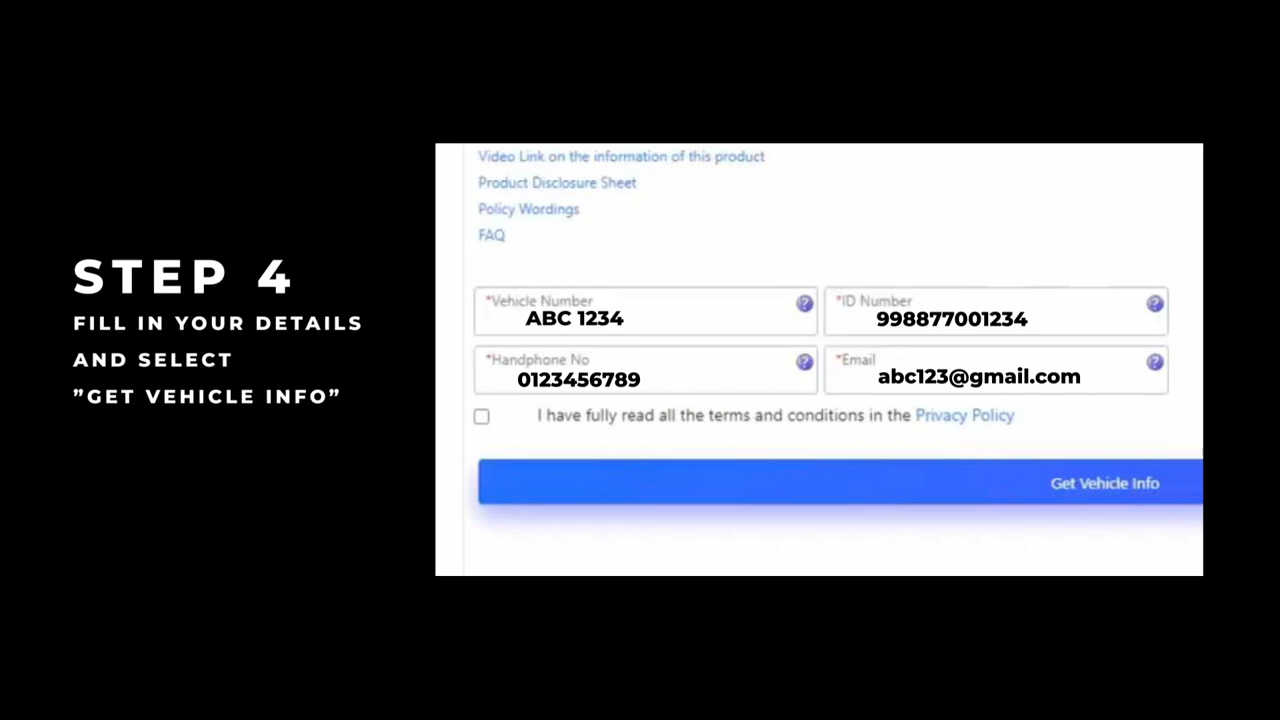 STEP 4
FILL IN YOUR DETAILS
AND SELECT
"GET VEHICLE INFO"
Video Link on the information of this product
Product Disclosure Sheet
Policy Wordings
FAQ
*Vehicle Number
ABC 1234
*ID Number
998877001234
*Handphone No
0123456789
*Email
abc123@gmail.com
I have fully read all the terms and conditions in the Privacy Policy
Get Vehicle Info